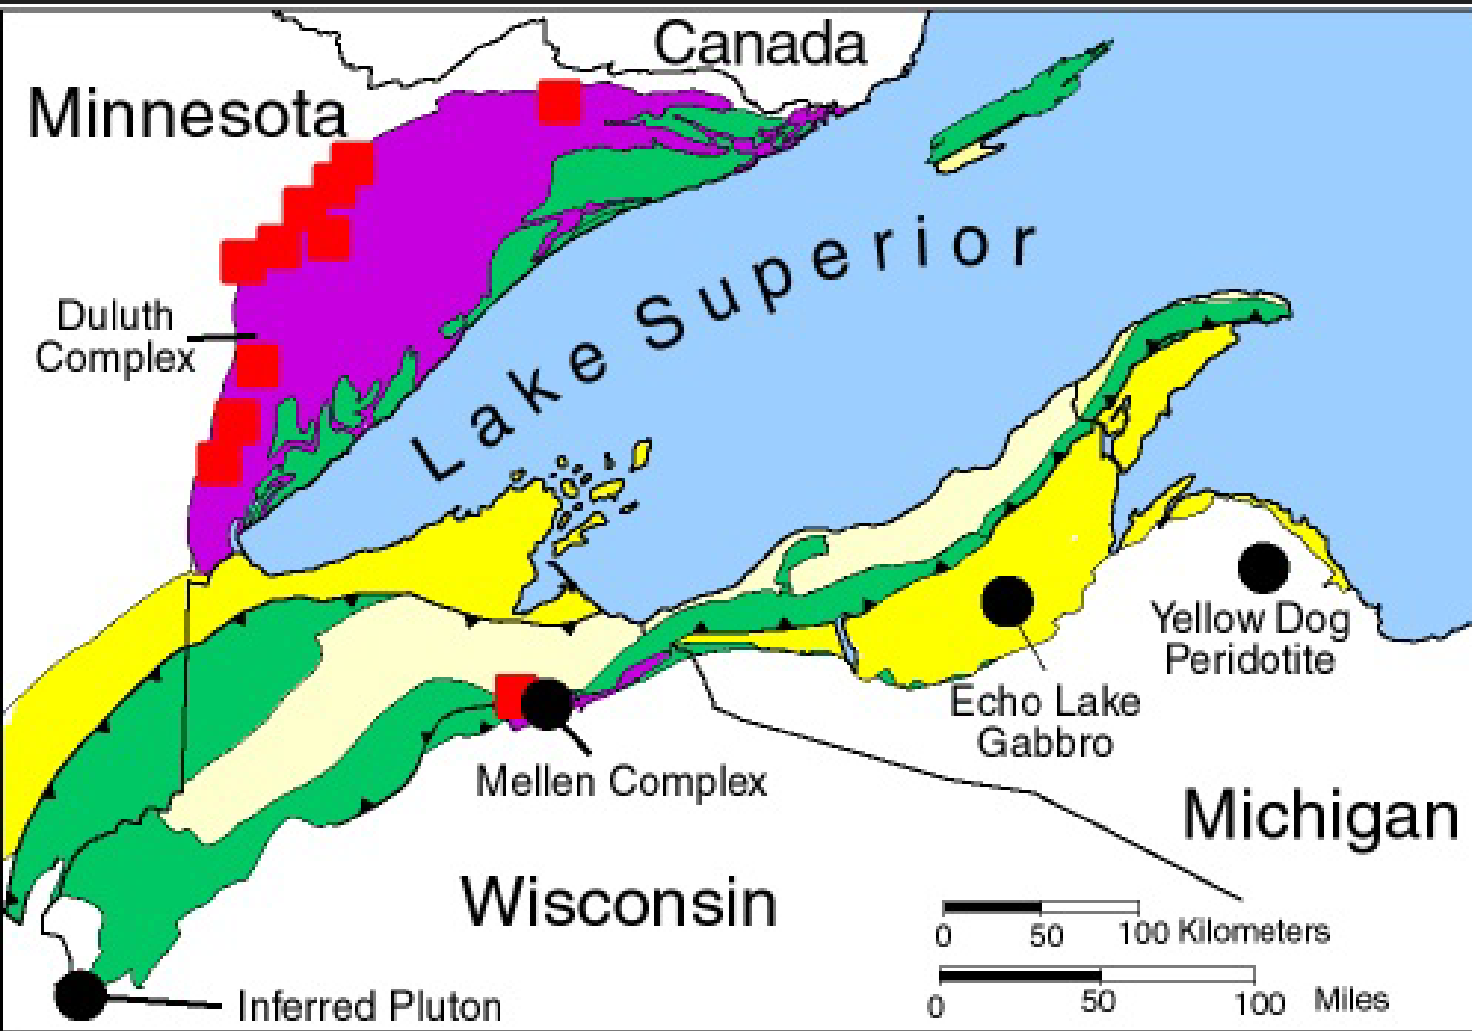 Canada
Minnesota
Lake Superior
Duluth
Complex
Yellow Dog
Peridotite
Echo Lake
Gabbro
Mellen Complex
Michigan
Wisconsin
0 50 100 Kilometers
0 50 100 Miles
Inferred Pluton